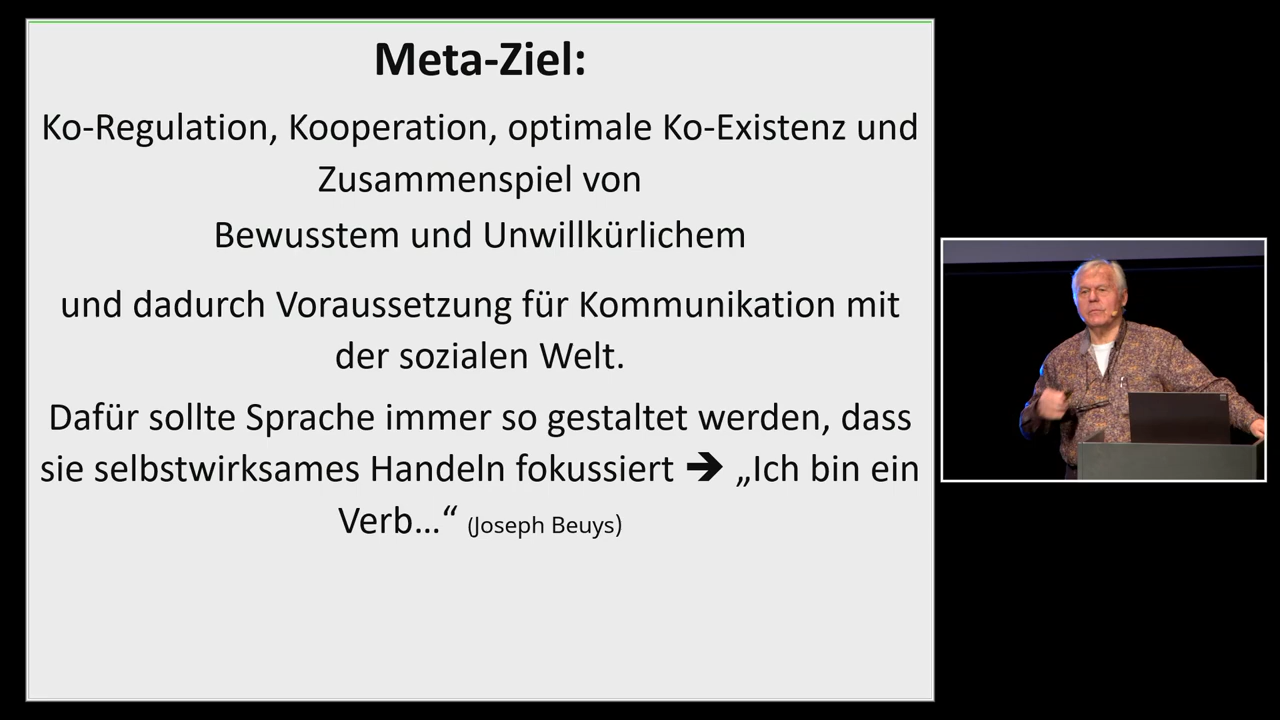 Meta-Ziel:
Ko-Regulation, Kooperation, optimale Ko-Existenz und
Zusammenspiel von
Bewusstem und Unwillkürlichem
und dadurch Voraussetzung für Kommunikation mit
der sozialen Welt.
Dafür sollte Sprache immer so gestaltet werden, dass
sie selbstwirksames Handeln fokussiert ➔ „Ich bin ein
Verb…“ (Joseph Beuys)